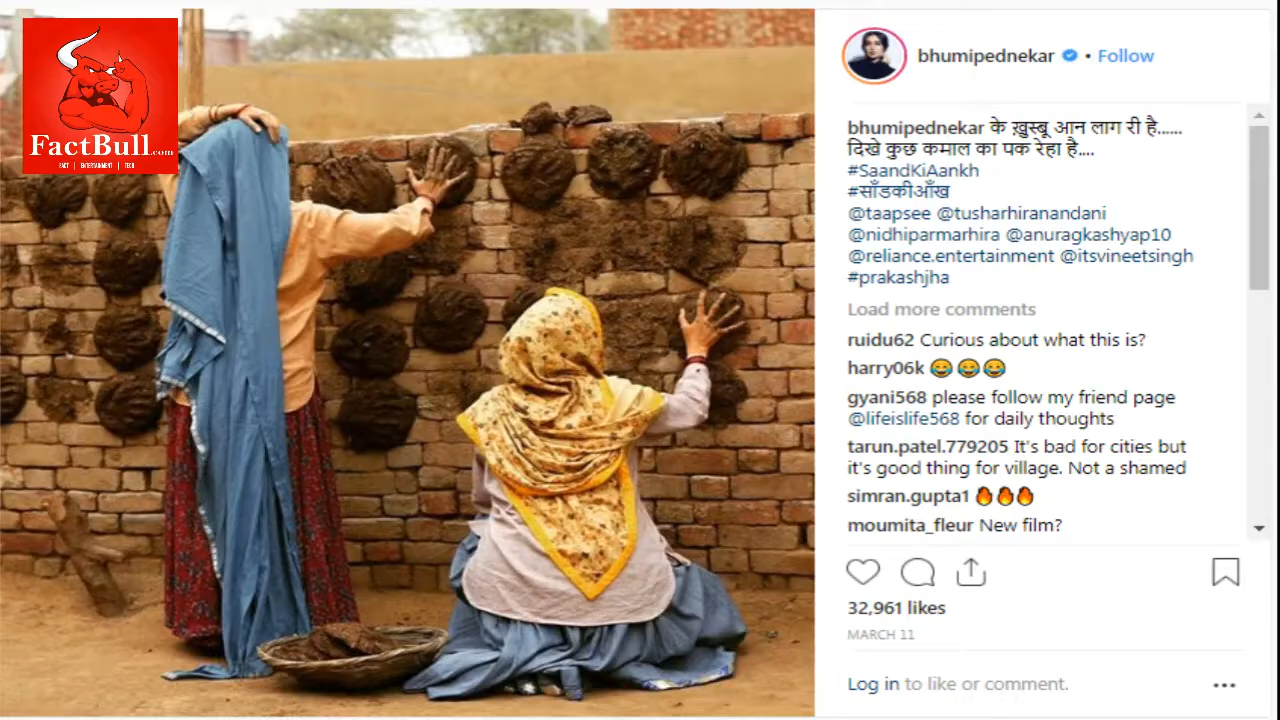 FactBull.com
FACT | ENTERTAINMENT | TECH
bhumipednekar • Follow
bhumipednekar के ख़ुस्बू आन लाग री है......
दिखे कुछ कमाल का पक रेहा है....
#SaandKiAankh
#साँडकीआँख
@taapsee @tusharhiranandani
@nidhiparmarhira @anuragkashyap10
@reliance.entertainment @itsvineetsingh
#prakashjha
Load more comments
ruidu62 Curious about what this is?
harry06k 😂😂😂
gyani568 please follow my friend page
@lifeislife568 for daily thoughts
tarun.patel.779205 It's bad for cities but
it's good thing for village. Not a shamed
simran.gupta1 🔥🔥🔥
moumita_fleur New film?
32,961 likes
MARCH 11
Log in to like or comment.